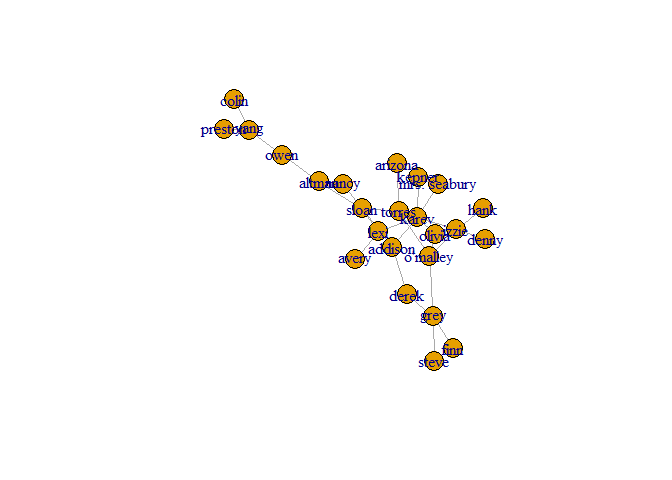 colin
preston
yang
owen
arizona
kepner
altman
nancy
mrs. seabury
sloan
torres
hank
karev
lexi
olivia
izzie
denny
addison
avery
o malley
derek
grey
finn
steve